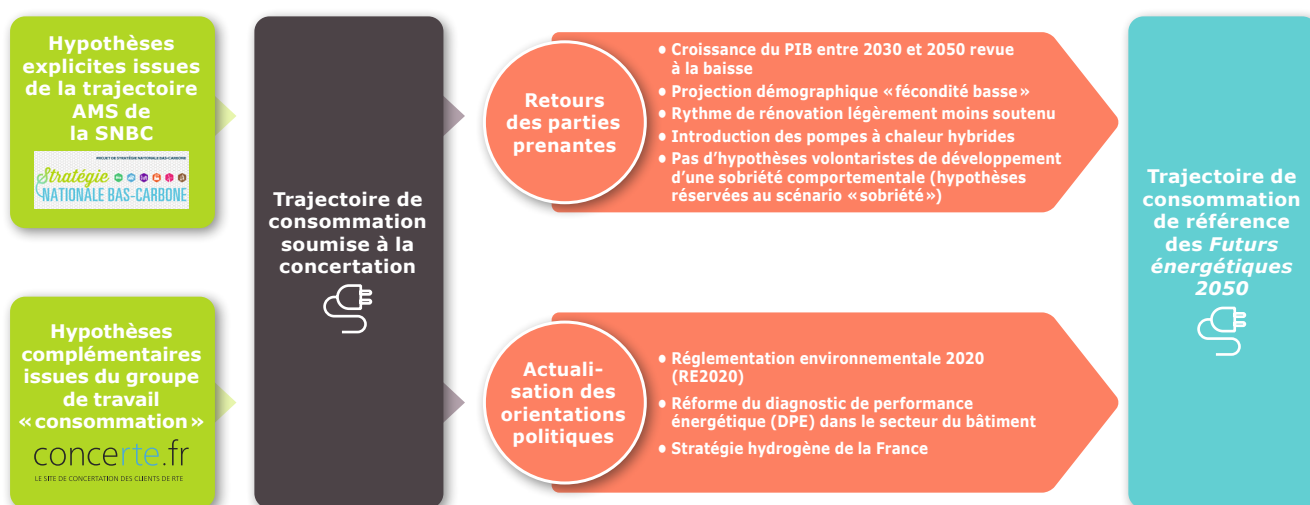 Hypothèses
explicites issues
de la trajectoire
AMS de
la SNBC
PROJET DE STRATÉGIE NATIONALE BAS-CARBONE
Stratégie
NATIONALE BAS-CARBONE
Hypothèses
complémentaires
issues du groupe
de travail
«consommation»
concerte.fr
LE SITE DE CONCERTATION DES CLIENTS DE RTE
Trajectoire de
consommation
soumise à la
concertation
Retours
des parties
prenantes
• Croissance du PIB entre 2030 et 2050 revue
à la baisse
• Projection démographique «fécondité basse»
• Rythme de rénovation légèrement moins soutenu
• Introduction des pompes à chaleur hybrides
• Pas d'hypothèses volontaristes de développement
d'une sobriété comportementale (hypothèses
réservées au scénario «sobriété»)
Actuali-
sation des
orientations
politiques
• Réglementation environnementale 2020
(RE2020)
• Réforme du diagnostic de performance
énergétique (DPE) dans le secteur du bâtiment
• Stratégie hydrogène de la France
Trajectoire de
consommation
de référence
des Futurs
énergétiques
2050